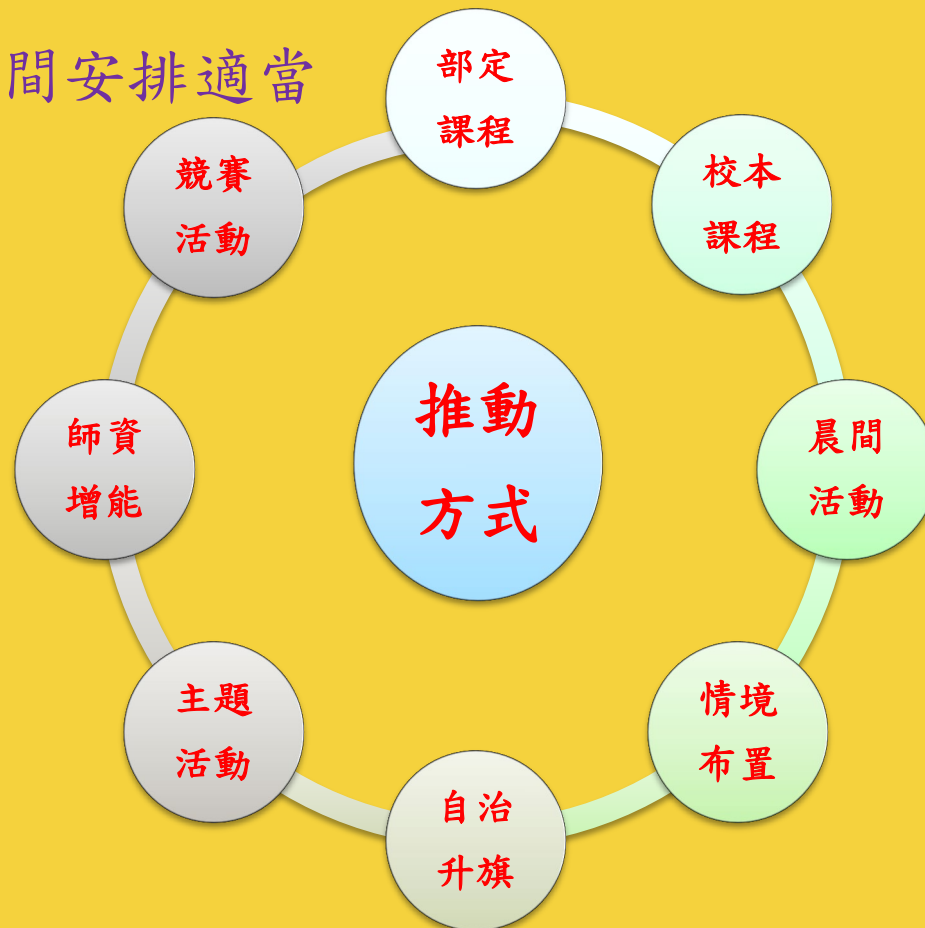 間安排適當
部定
課程
校本
課程
晨間
活動
情境
布置
自治
升旗
主題
活動
師資
增能
競賽
活動
推動
方式